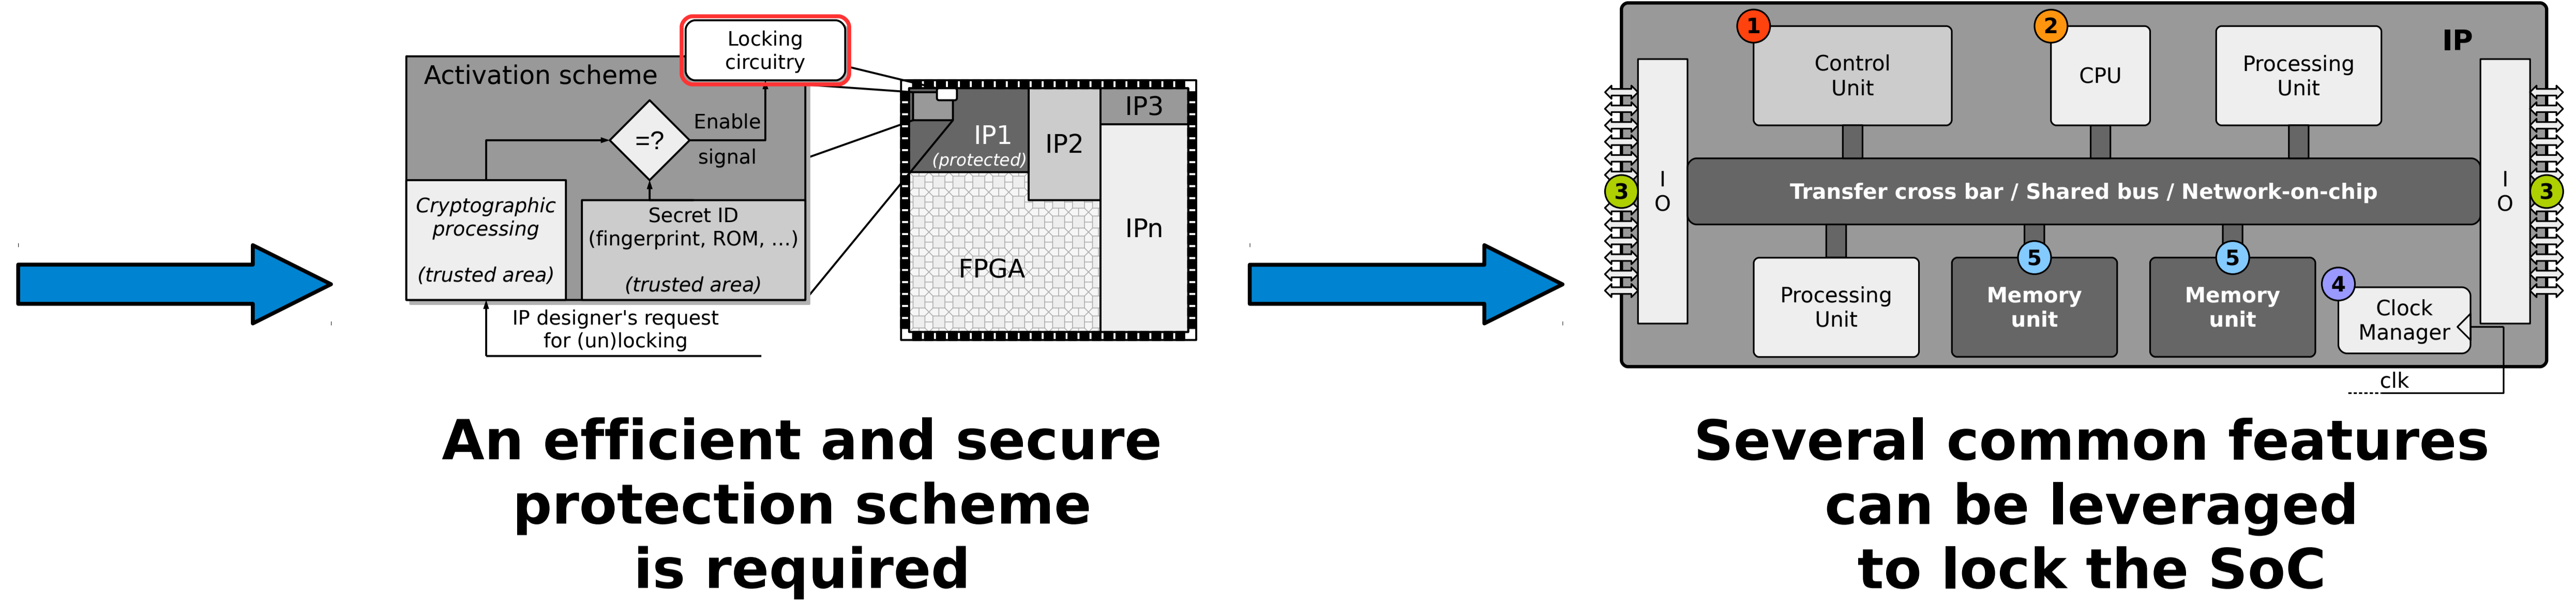 Locking
circuitry
Activation scheme
=?
Enable
signal
Cryptographic
processing
(trusted area)
Secret ID
(fingerprint, ROM, ...)
(trusted area)
IP designer's request
for (un)locking
IP1
(protected)
IP2
IP3
IPn
FPGA
An efficient and secure
protection scheme
is required
1
Control
Unit
2
CPU
Processing
Unit
IP
3
I
O
Transfer cross bar / Shared bus / Network-on-chip
I
O
3
Processing
Unit
5
Memory
unit
5
Memory
unit
4
Clock
Manager
clk
Several common features
can be leveraged
to lock the SoC